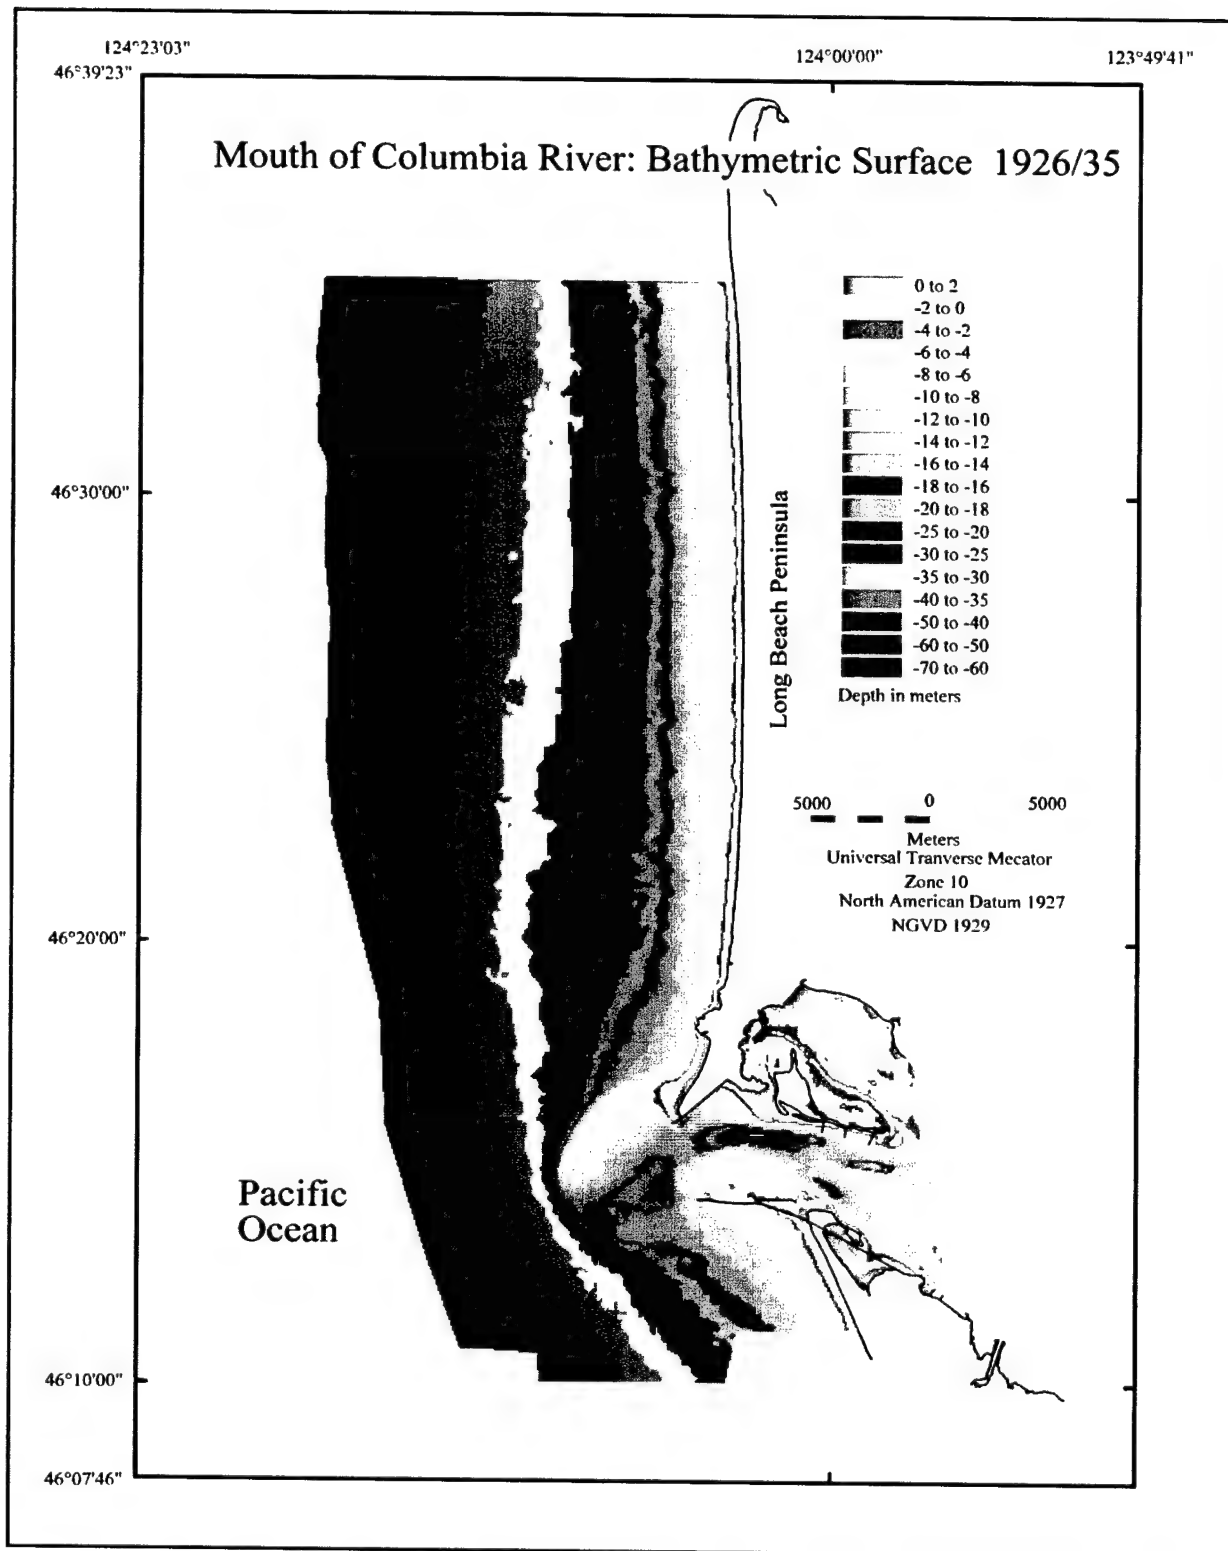 124°23'03"
124°00'00"
123°49'41"
46°39'23"
Mouth of Columbia River: Bathymetric Surface 1926/35
0 to 2
-2 to 0
-4 to -2
-6 to -4
-8 to -6
-10 to -8
-12 to -10
-14 to -12
-16 to -14
-18 to -16
-20 to -18
-25 to -20
-30 to -25
-35 to -30
-40 to -35
-50 to -40
-60 to -50
-70 to -60
Depth in meters
46°30'00"
Long Beach Peninsula
5000 0 5000
Meters
Universal Tranverse Mecator
Zone 10
North American Datum 1927
NGVD 1929
46°20'00"
Pacific
Ocean
46°10'00"
46°07'46"